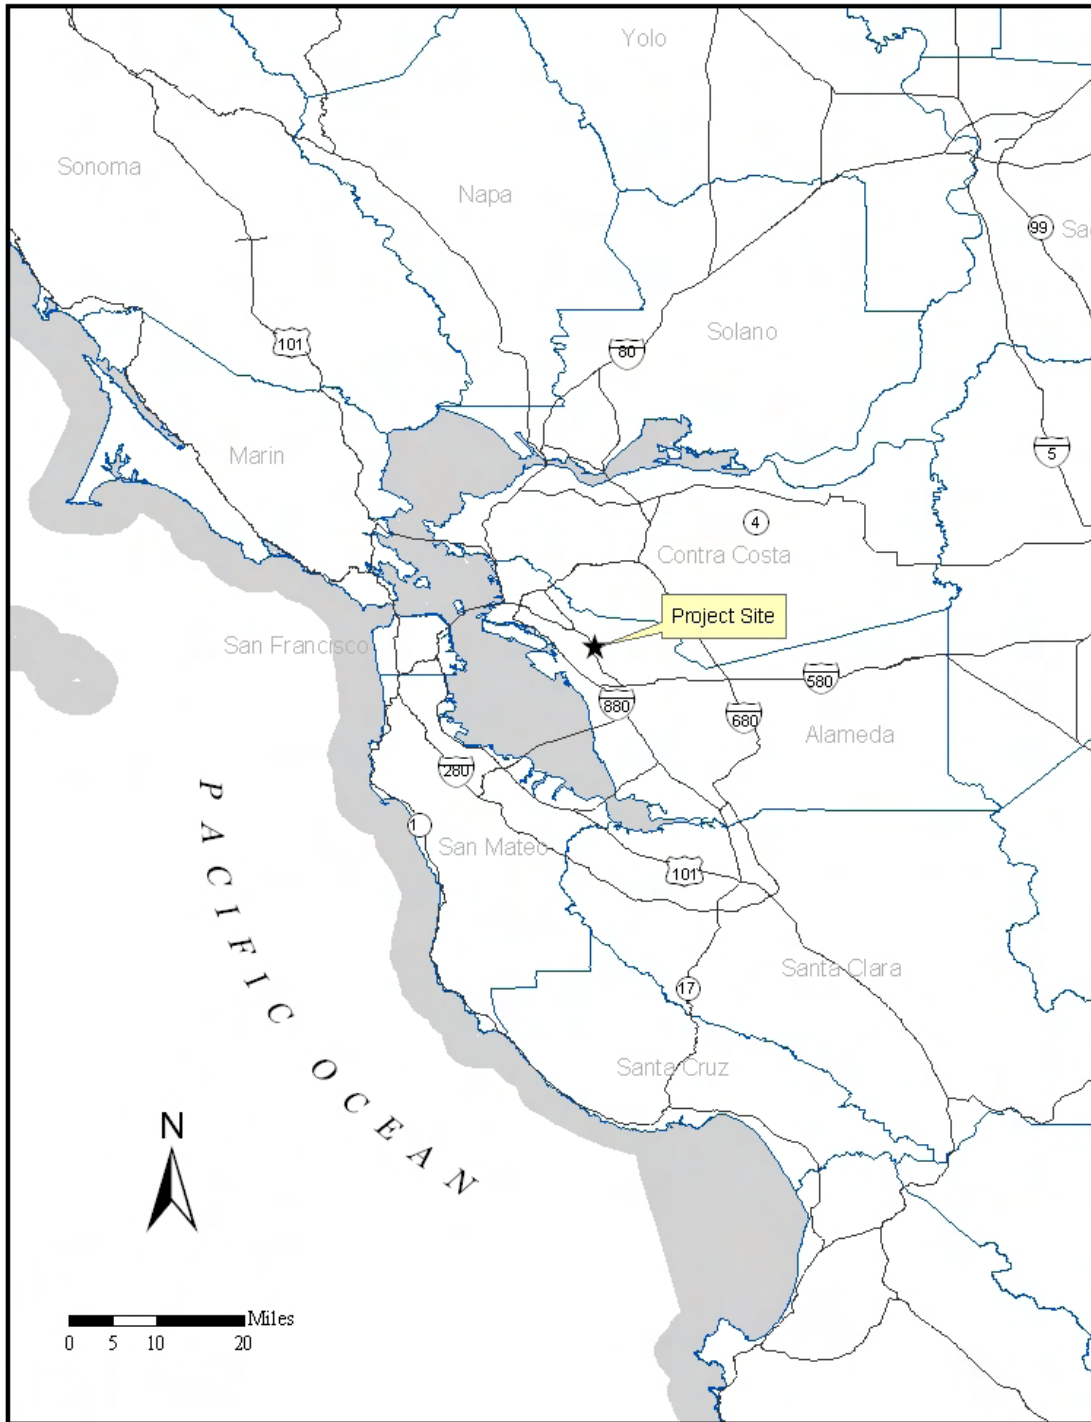 Yolo
Sonoma
Napa
99
Sac
101
80
Solano
Marin
5
4
Contra Costa
Project Site
San Francisco
580
880
680
Alameda
280
1
San Mateo
101
Santa Clara
17
Santa Cruz
PACIFIC OCEAN
N
Miles
0 5 10 20